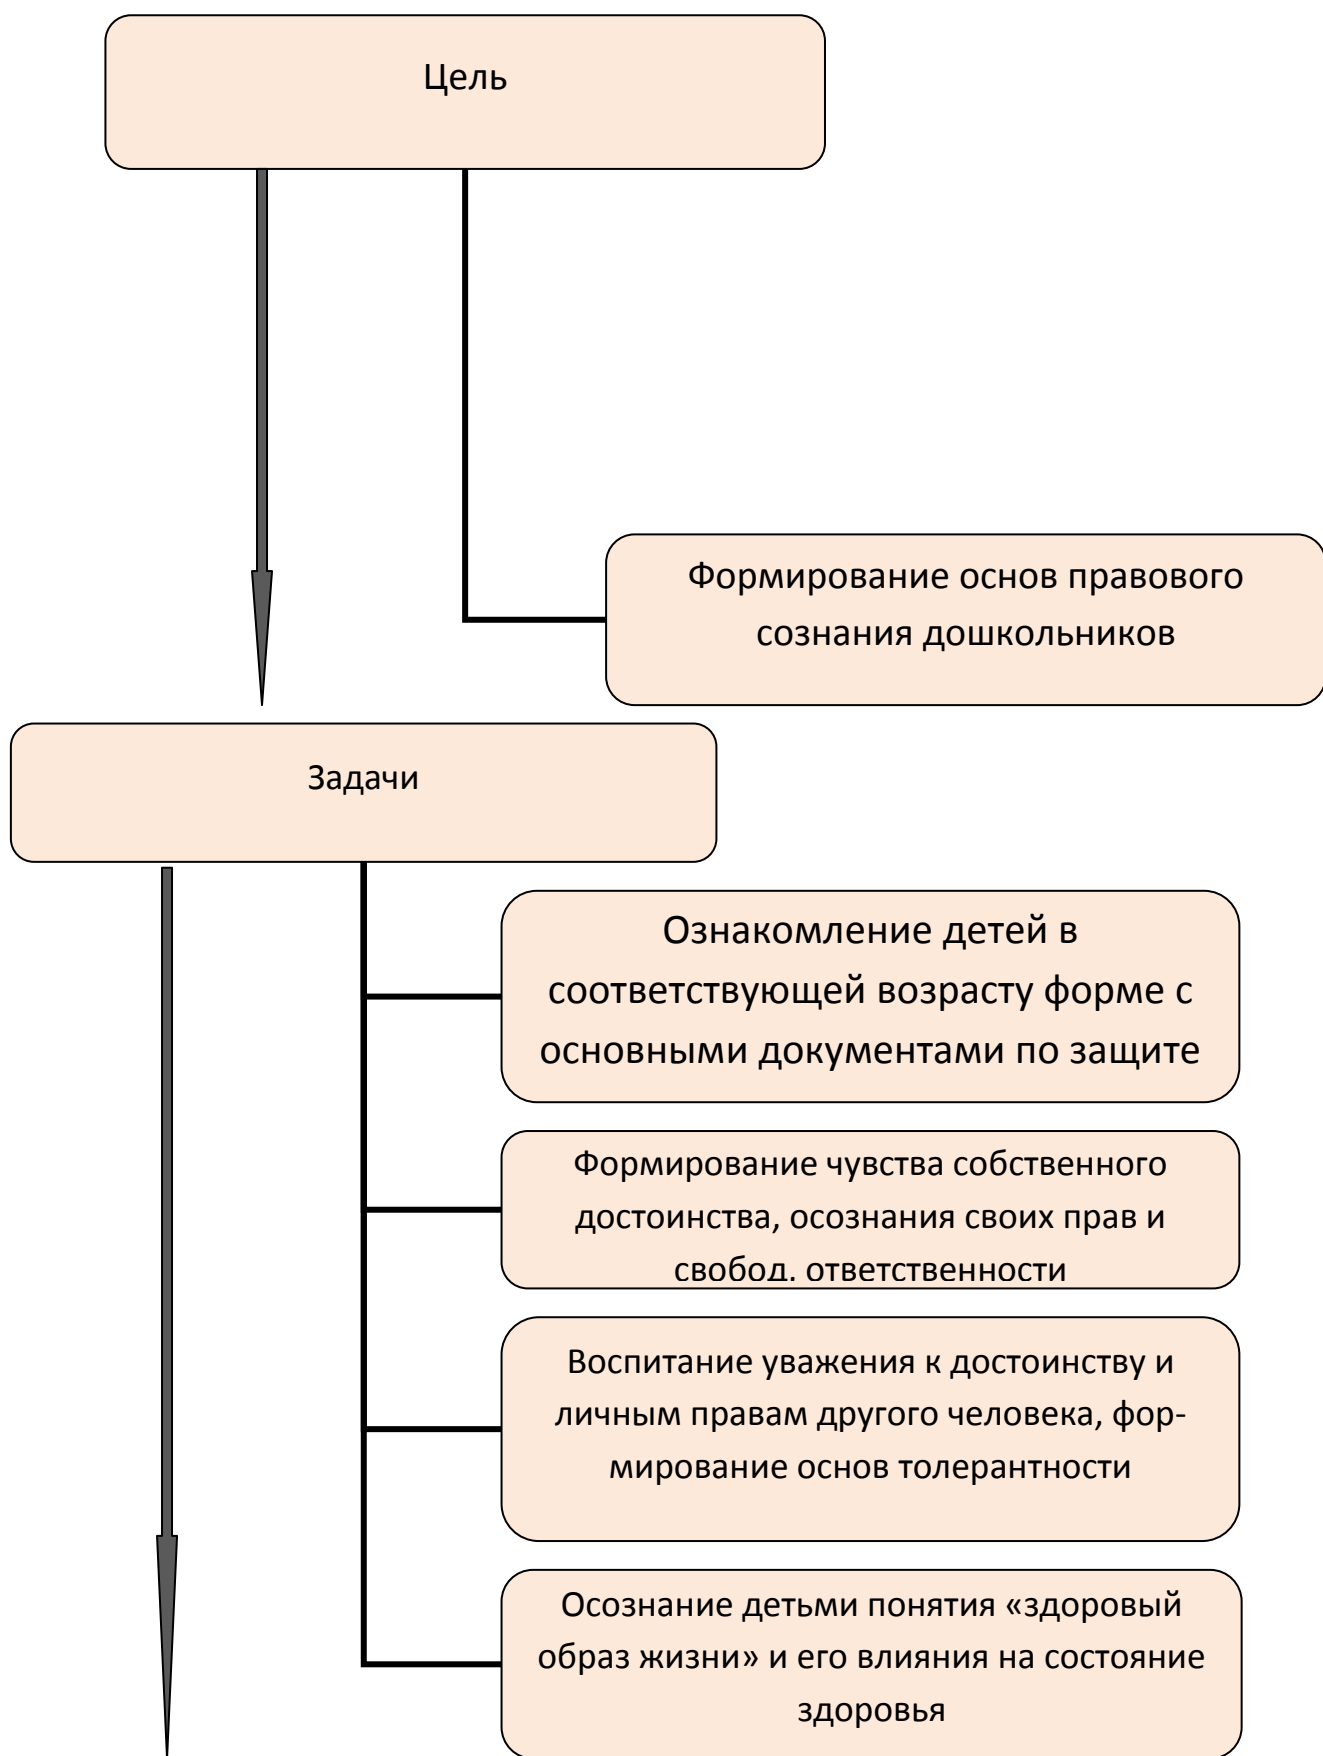 Цель
Формирование основ правового
сознания дошкольников
Задачи
Ознакомление детей в
соответствующей возрасту форме с
основными документами по защите
Формирование чувства собственного
достоинства, осознания своих прав и
свобод, ответственности
Воспитание уважения к достоинству и
личным правам другого человека, фор-
мирование основ толерантности
Осознание детьми понятия «здоровый
образ жизни» и его влияния на состояние
здоровья